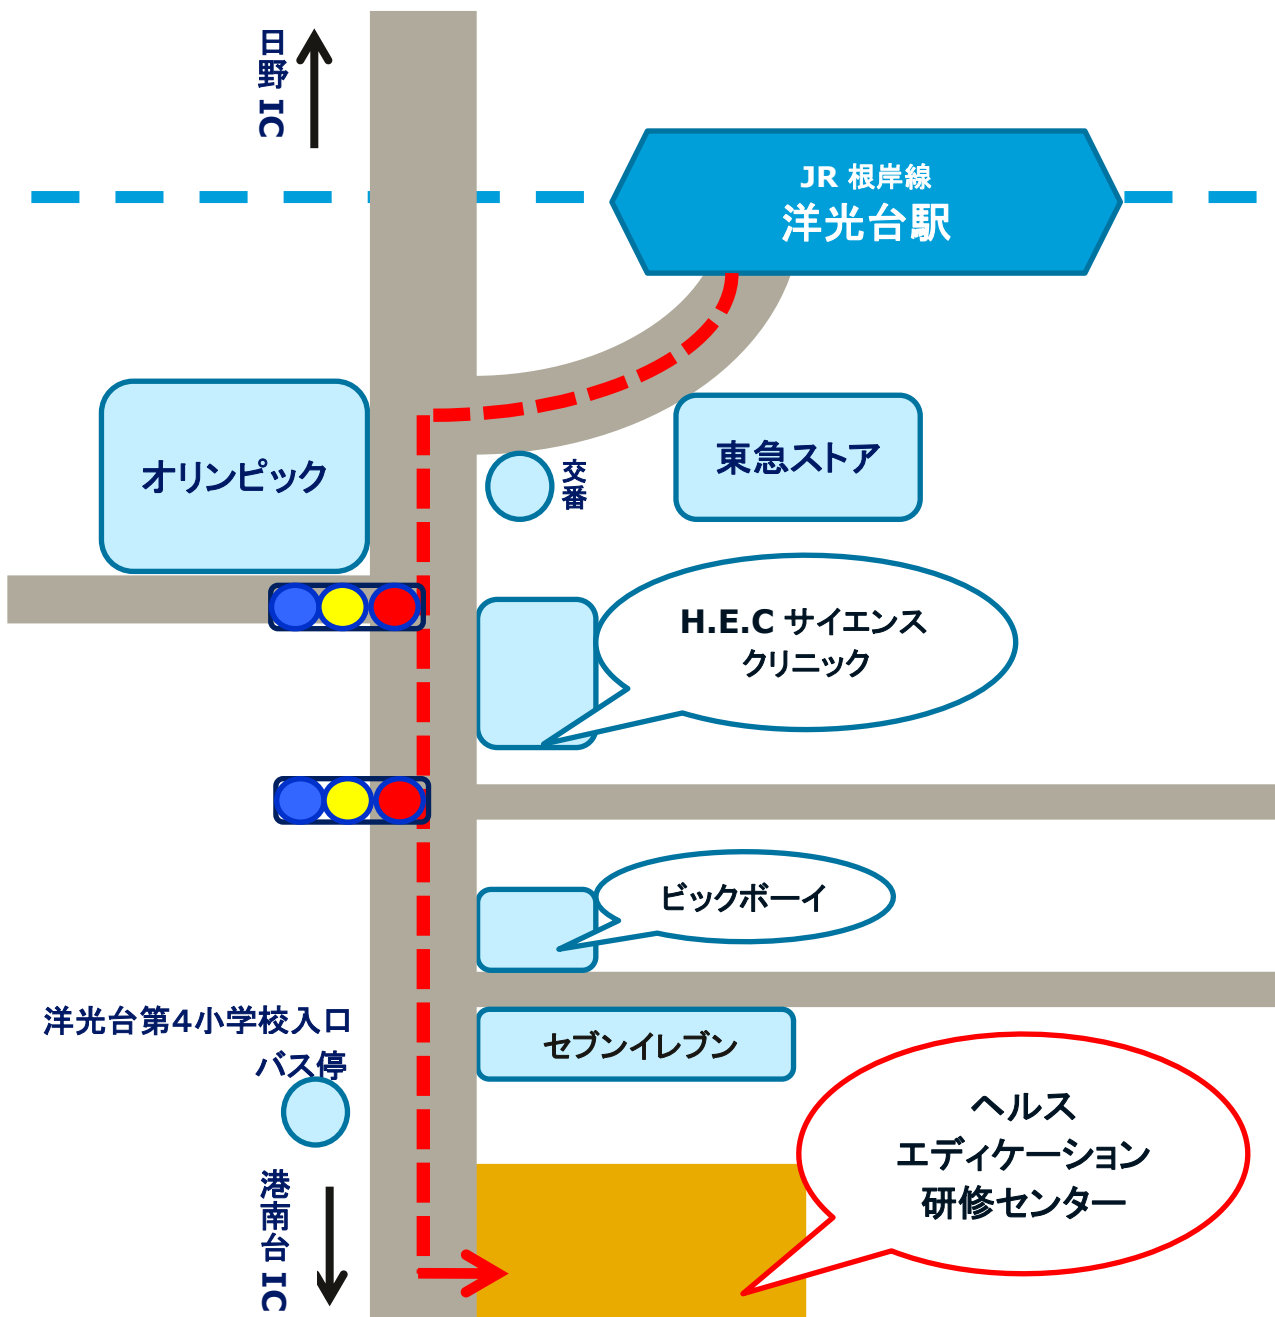 日野 IC
JR 根岸線
洋光台駅
オリンピック
東急ストア
交番
H.E.C サイエンス
クリニック
ビックボーイ
洋光台第4小学校入口
バス停
セブンイレブン
ヘルス
エディケーション
研修センター
港南台 IC